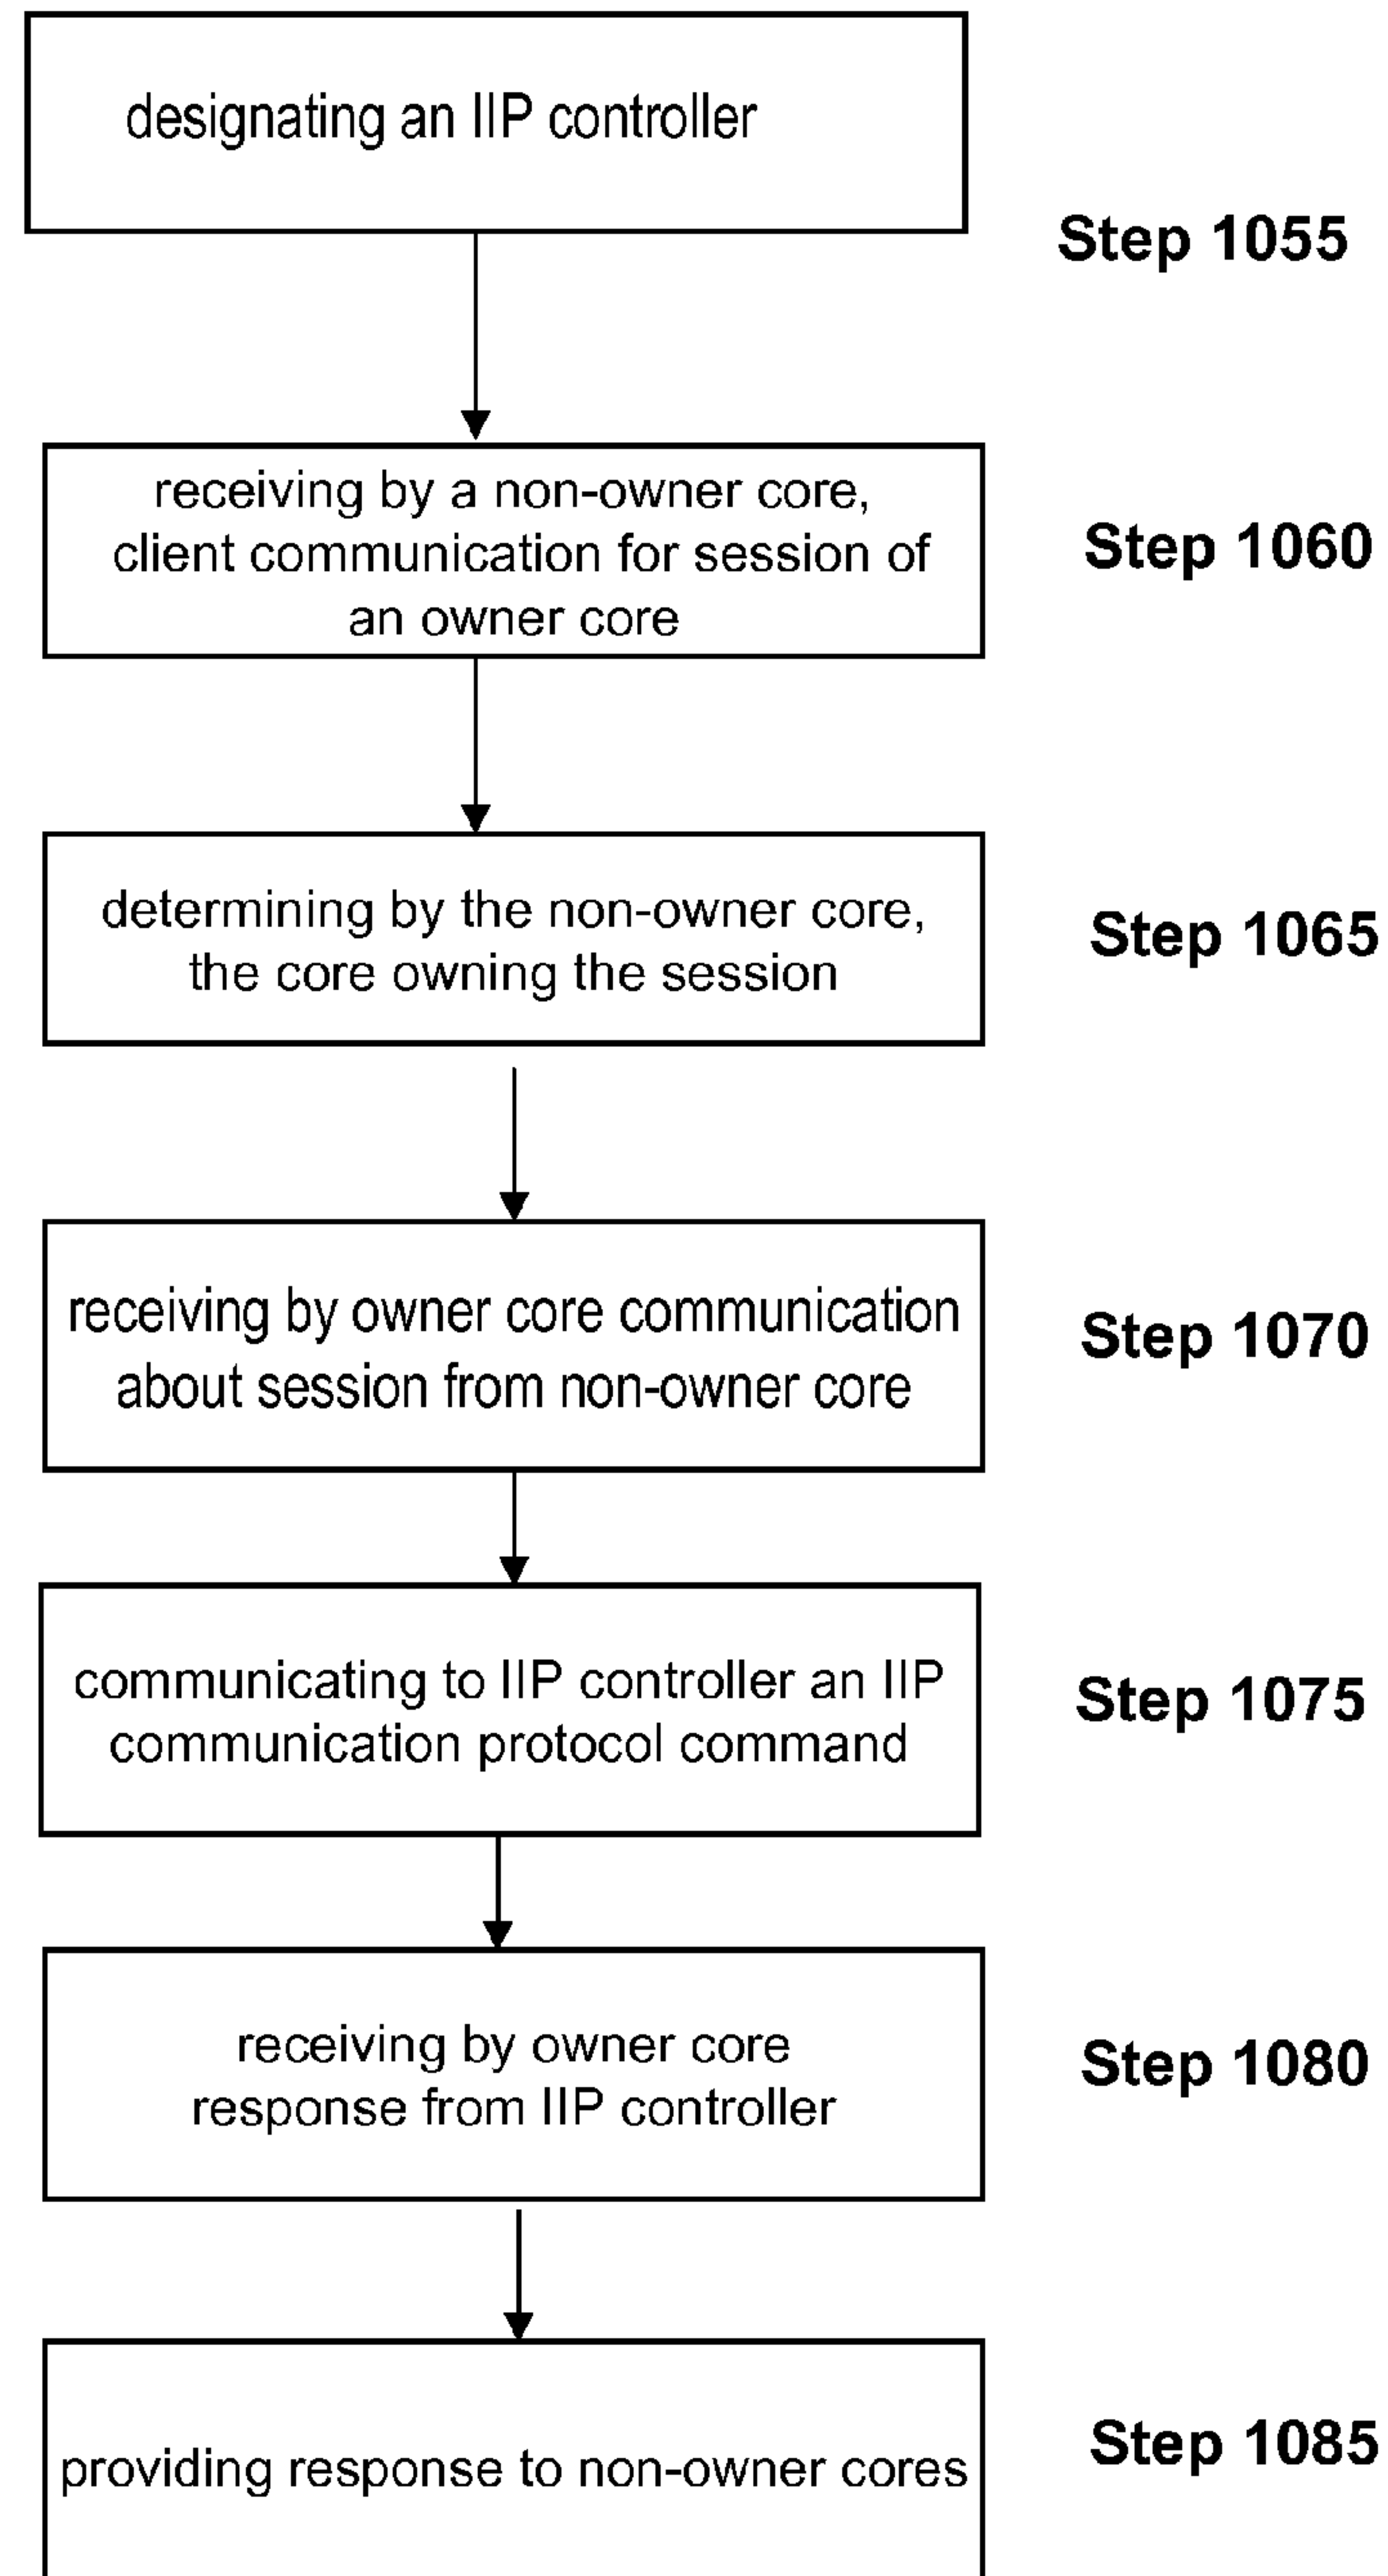 designating an IIP controller
Step 1055
receiving by a non-owner core,
client communication for session of
an owner core
Step 1060
determining by the non-owner core,
the core owning the session
Step 1065
receiving by owner core communication
about session from non-owner core
Step 1070
communicating to IIP controller an IIP
communication protocol command
Step 1075
receiving by owner core
response from IIP controller
Step 1080
providing response to non-owner cores
Step 1085